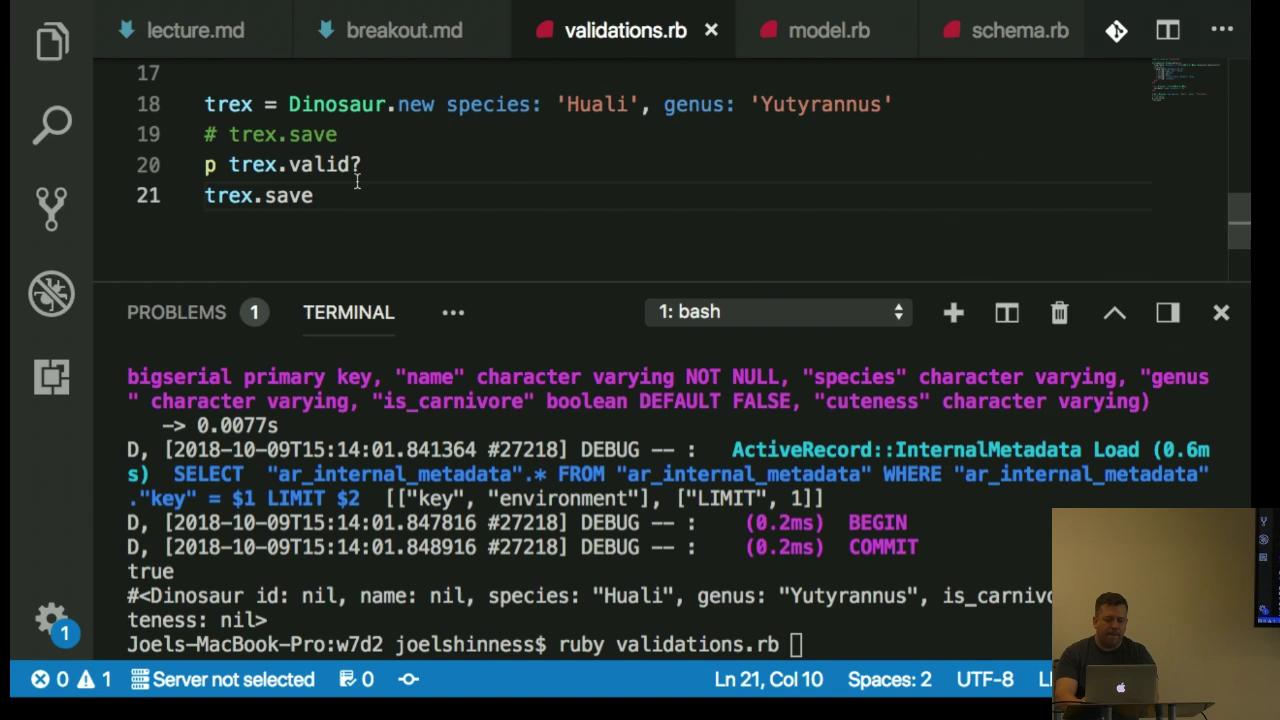 lecture.md
breakout.md
validations.rb
model.rb
schema.rb
17
18 trex = Dinosaur.new species: 'Huali', genus: 'Yutyrannus'
19 # trex.save
20 p trex.valid?
21 trex.save
PROBLEMS 1 TERMINAL ••• 1: bash
bigserial primary key, "name" character varying NOT NULL, "species" character varying, "genus
" character varying, "is_carnivore" boolean DEFAULT FALSE, "cuteness" character varying)
-> 0.0077s
D, [2018-10-09T15:14:01.841364 #27218] DEBUG -- : ActiveRecord::InternalMetadata Load (0.6m
s) SELECT "ar_internal_metadata".* FROM "ar_internal_metadata" WHERE "ar_internal_metadata"
."key" = $1 LIMIT $2 [["key", "environment"], ["LIMIT", 1]]
D, [2018-10-09T15:14:01.847816 #27218] DEBUG -- : (0.2ms) BEGIN
D, [2018-10-09T15:14:01.848916 #27218] DEBUG -- : (0.2ms) COMMIT
true
#<Dinosaur id: nil, name: nil, species: "Huali", genus: "Yutyrannus", is_carnivo
teness: nil>
Joels-MacBook-Pro:w7d2 joelshinness$ ruby validations.rb
1
0 1 Server not selected 0 Ln 21, Col 10 Spaces: 2 UTF-8